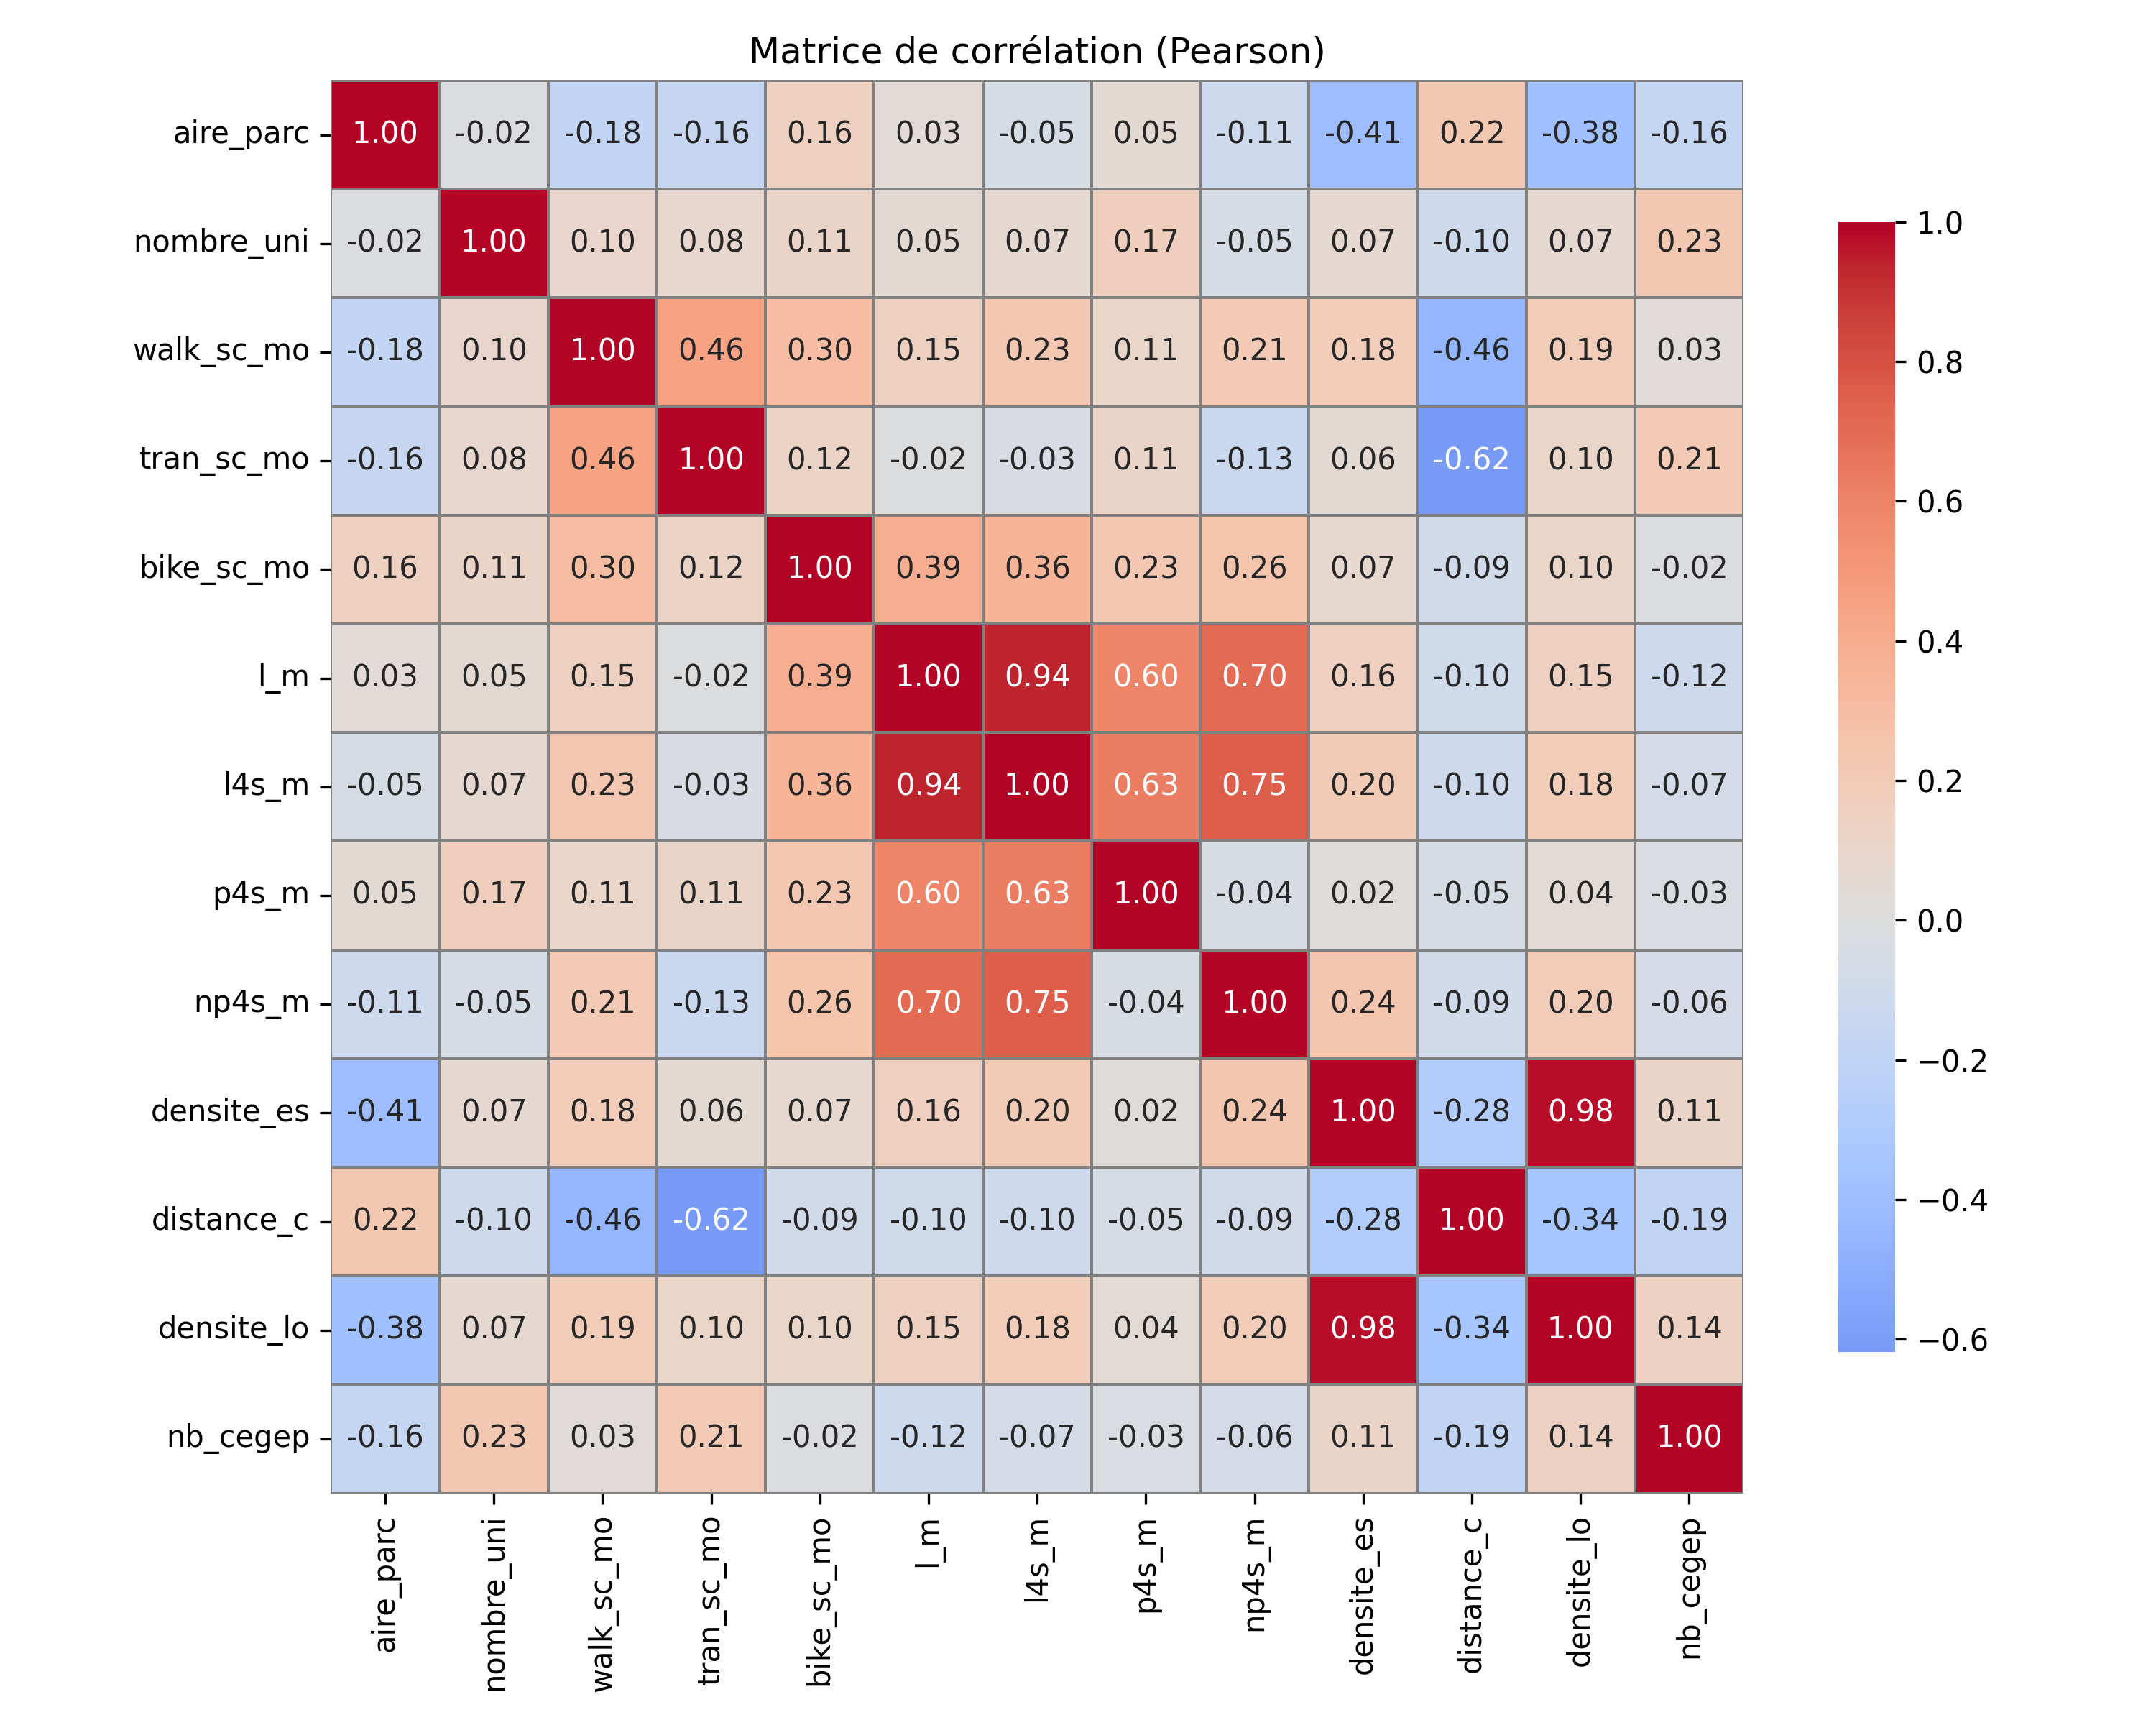 Matrice de corrélation (Pearson)
aire_parc 1.00 -0.02 -0.18 -0.16 0.16 0.03 -0.05 0.05 -0.11 -0.41 0.22 -0.38 -0.16
nombre_uni -0.02 1.00 0.10 0.08 0.11 0.05 0.07 0.17 -0.05 0.07 -0.10 0.07 0.23
walk_sc_mo -0.18 0.10 1.00 0.46 0.30 0.15 0.23 0.11 0.21 0.18 -0.46 0.19 0.03
tran_sc_mo -0.16 0.08 0.46 1.00 0.12 -0.02 -0.03 0.11 -0.13 0.06 -0.62 0.10 0.21
bike_sc_mo 0.16 0.11 0.30 0.12 1.00 0.39 0.36 0.23 0.26 0.07 -0.09 0.10 -0.02
l_m 0.03 0.05 0.15 -0.02 0.39 1.00 0.94 0.60 0.70 0.16 -0.10 0.15 -0.12
l4s_m -0.05 0.07 0.23 -0.03 0.36 0.94 1.00 0.63 0.75 0.20 -0.10 0.18 -0.07
p4s_m 0.05 0.17 0.11 0.11 0.23 0.60 0.63 1.00 -0.04 0.02 -0.05 0.04 -0.03
np4s_m -0.11 -0.05 0.21 -0.13 0.26 0.70 0.75 -0.04 1.00 0.24 -0.09 0.20 -0.06
densite_es -0.41 0.07 0.18 0.06 0.07 0.16 0.20 0.02 0.24 1.00 -0.28 0.98 0.11
distance_c 0.22 -0.10 -0.46 -0.62 -0.09 -0.10 -0.10 -0.05 -0.09 -0.28 1.00 -0.34 -0.19
densite_lo -0.38 0.07 0.19 0.10 0.10 0.15 0.18 0.04 0.20 0.98 -0.34 1.00 0.14
nb_cegep -0.16 0.23 0.03 0.21 -0.02 -0.12 -0.07 -0.03 -0.06 0.11 -0.19 0.14 1.00
aire_parc
nombre_uni
walk_sc_mo
tran_sc_mo
bike_sc_mo
l_m
l4s_m
p4s_m
np4s_m
densite_es
distance_c
densite_lo
nb_cegep
1.0
0.8
0.6
0.4
0.2
0.0
−0.2
−0.4
−0.6